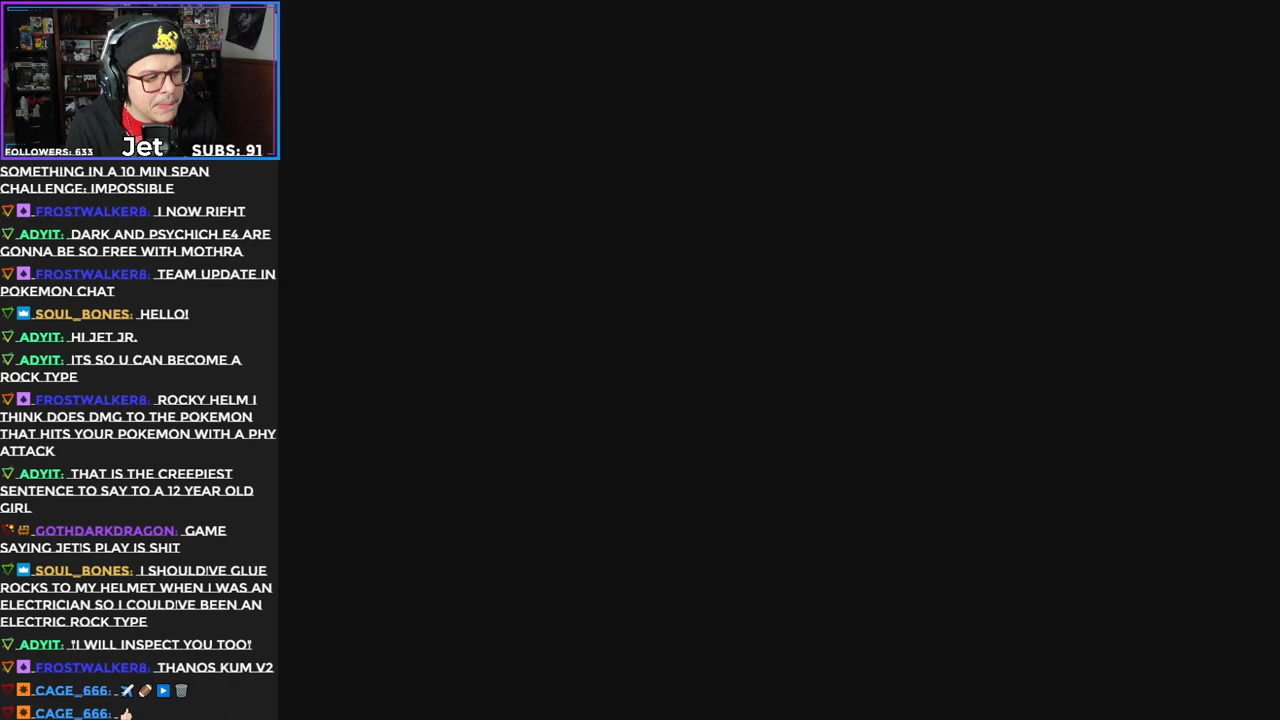 FOLLOWERS: 633
Jet
SUBS: 91
SOMETHING IN A 10 MIN SPAN
CHALLENGE: IMPOSSIBLE
FROSTWALKER8: I NOW RIFHT
ADYIT: DARK AND PSYCHICH E4 ARE
GONNA BE SO FREE WITH MOTHRA
FROSTWALKER8: TEAM UPDATE IN
POKEMON CHAT
SOUL_BONES: HELLO!
ADYIT: HI JET JR.
ADYIT: ITS SO U CAN BECOME A
ROCK TYPE
FROSTWALKER8: ROCKY HELM I
THINK DOES DMG TO THE POKEMON
THAT HITS YOUR POKEMON WITH A PHY
ATTACK
ADYIT: THAT IS THE CREEPIEST
SENTENCE TO SAY TO A 12 YEAR OLD
GIRL
GOTHDARKDRAGON: GAME
SAYING JET'S PLAY IS SHIT
SOUL_BONES: I SHOULD'VE GLUE
ROCKS TO MY HELMET WHEN I WAS AN
ELECTRICIAN SO I COULD'VE BEEN AN
ELECTRIC ROCK TYPE
ADYIT: "I WILL INSPECT YOU TOO"
FROSTWALKER8: THANOS KUM V2
CAGE_666: ✈️ 🏈 ▶️ 🗑️
CAGE_666: 👍🏻